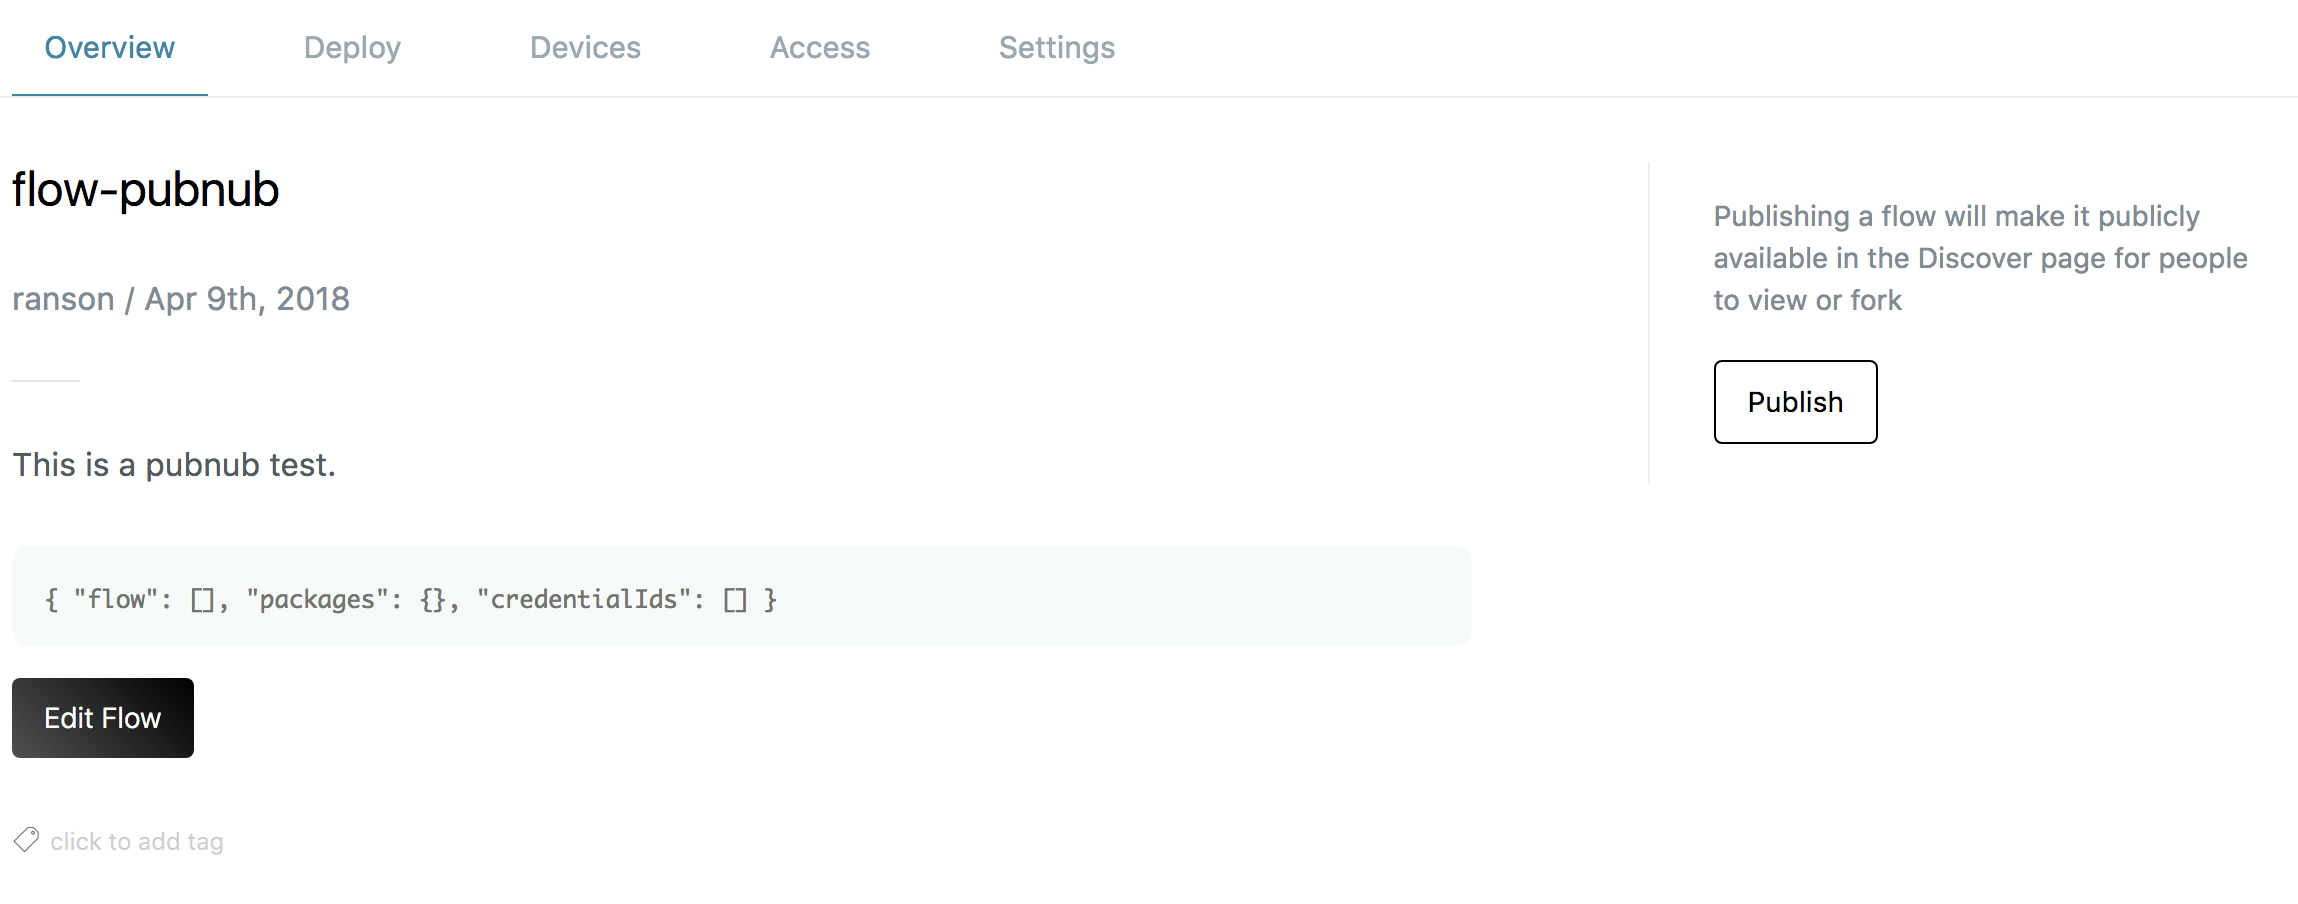 Overview Deploy Devices Access Settings
flow-pubnub
ranson / Apr 9th, 2018
This is a pubnub test.
{ "flow": [], "packages": {}, "credentialIds": [] }
Edit Flow
click to add tag
Publishing a flow will make it publicly
available in the Discover page for people
to view or fork
Publish